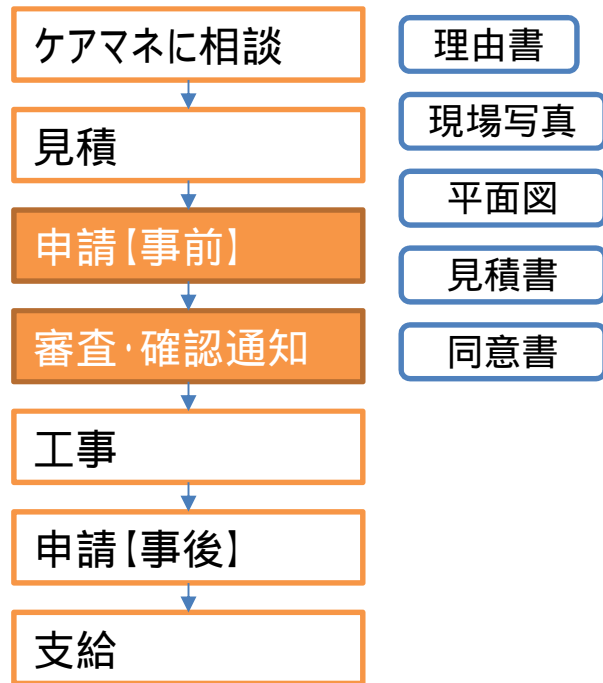 ケアマネに相談
見積
申請【事前】
審査・確認通知
工事
申請【事後】
支給
理由書
現場写真
平面図
見積書
同意書